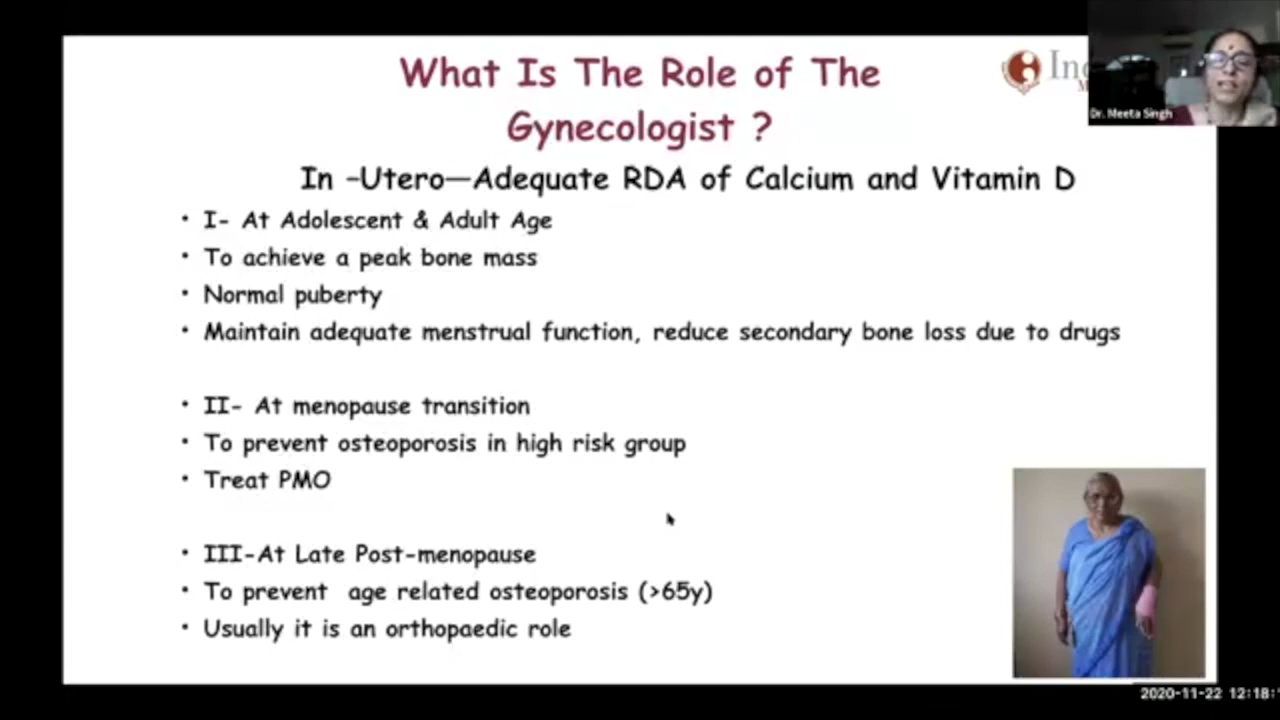 What Is The Role of The
Gynecologist ?
Dr. Meeta Singh
In -Utero—Adequate RDA of Calcium and Vitamin D
• I- At Adolescent & Adult Age
• To achieve a peak bone mass
• Normal puberty
• Maintain adequate menstrual function, reduce secondary bone loss due to drugs
• II- At menopause transition
• To prevent osteoporosis in high risk group
• Treat PMO
• III-At Late Post-menopause
• To prevent age related osteoporosis (>65y)
• Usually it is an orthopaedic role
2020-11-22 12:18: